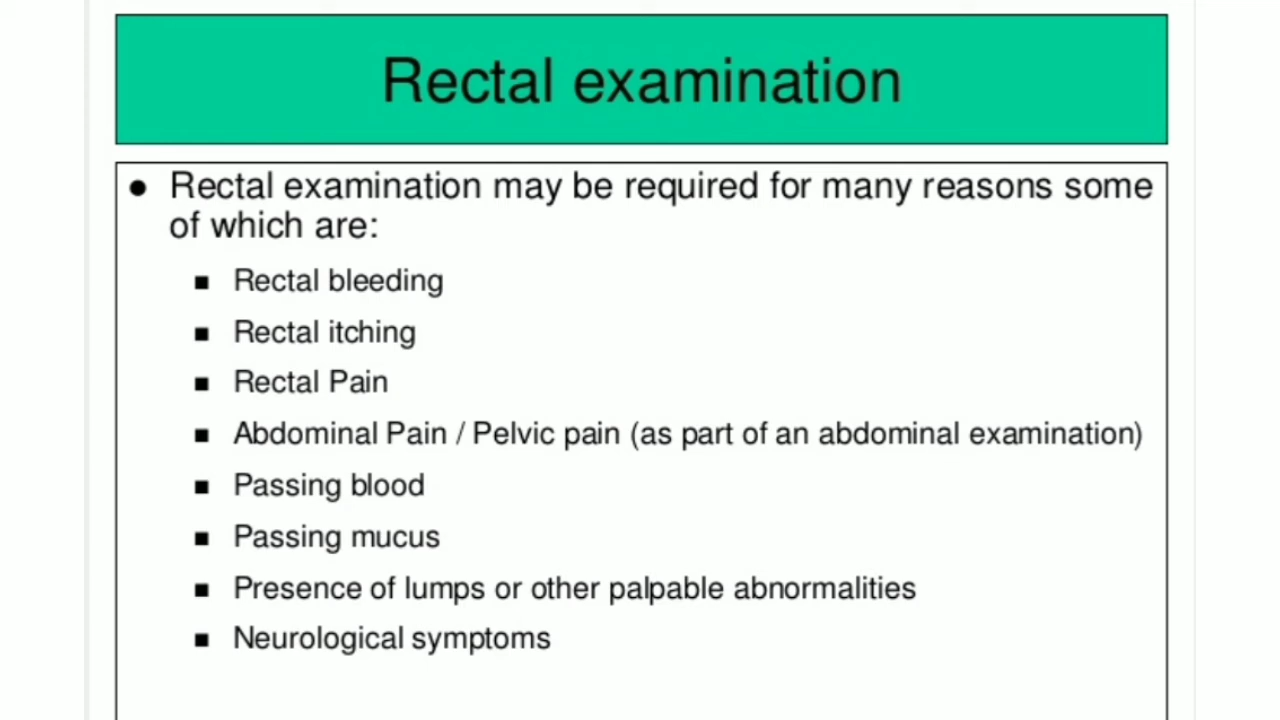 Rectal examination
● Rectal examination may be required for many reasons some
of which are:
■ Rectal bleeding
■ Rectal itching
■ Rectal Pain
■ Abdominal Pain / Pelvic pain (as part of an abdominal examination)
■ Passing blood
■ Passing mucus
■ Presence of lumps or other palpable abnormalities
■ Neurological symptoms